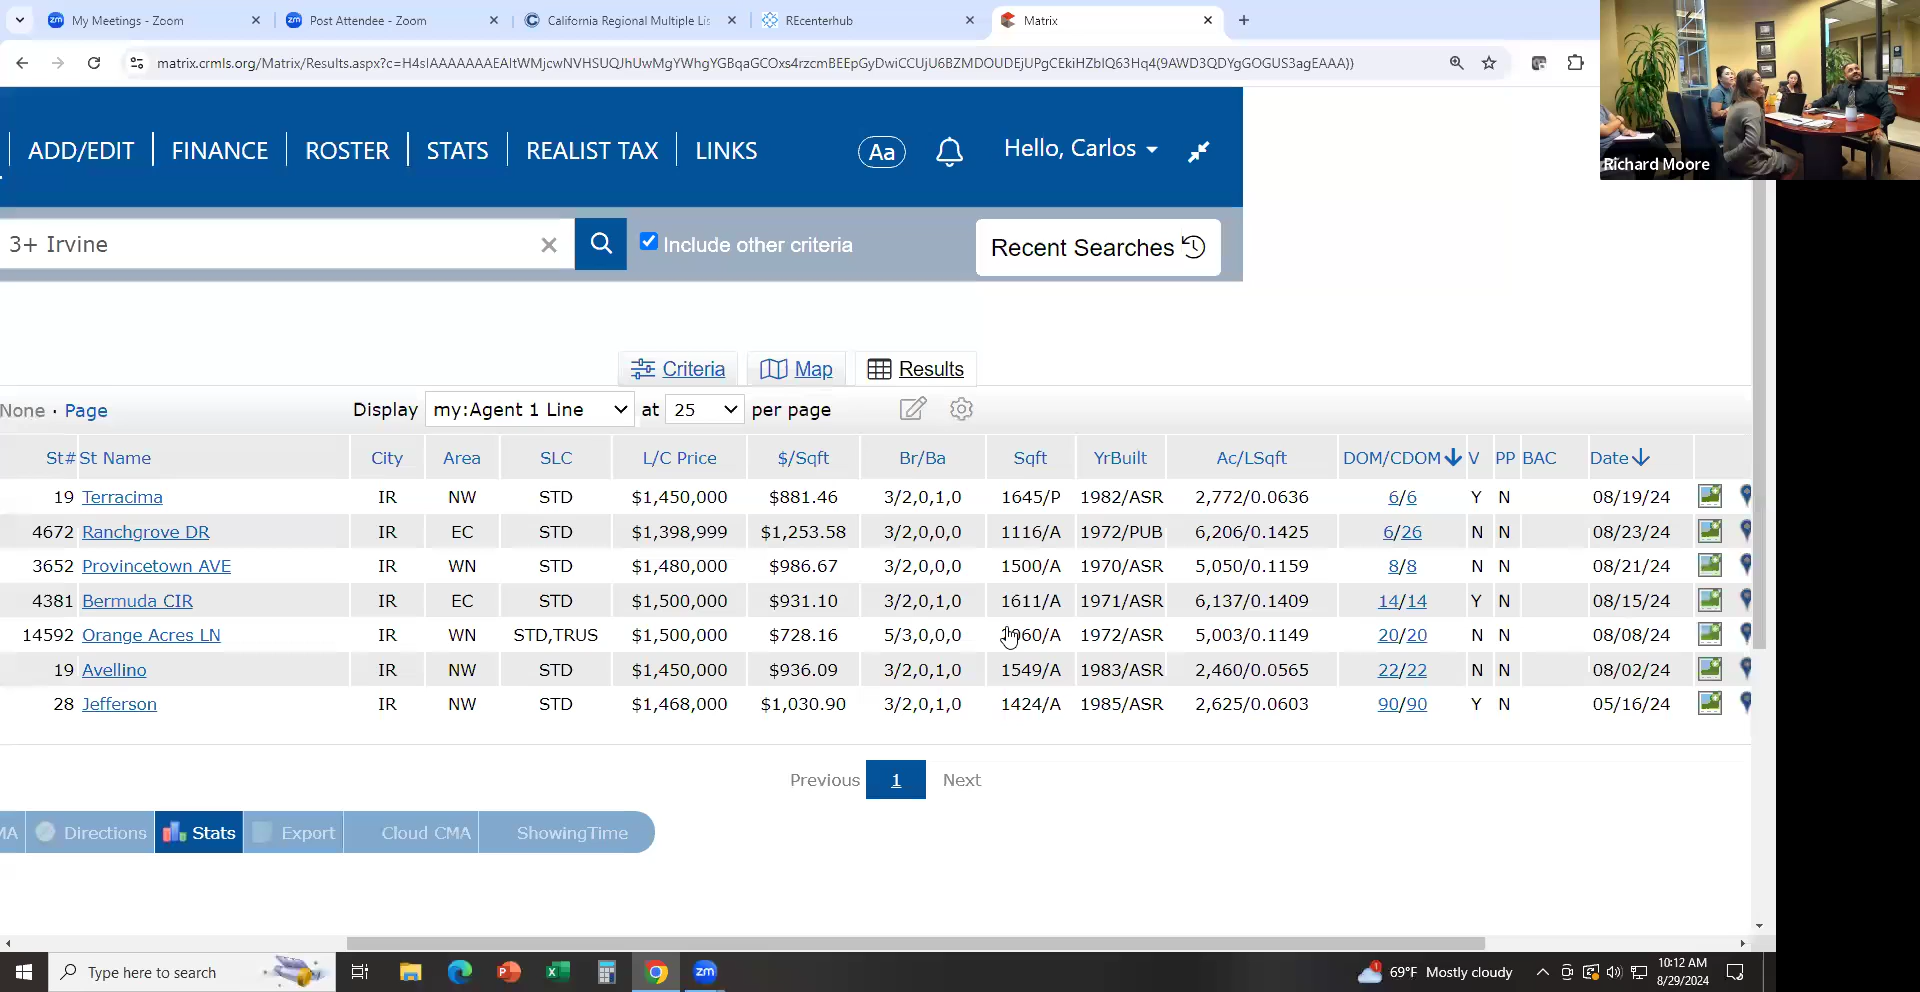 My Meetings - Zoom
Post Attendee - Zoom
California Regional Multiple Lis
REcenterhub
Matrix
matrix.crmls.org/Matrix/Results.aspx?c=H4sIAAAAAAAEAItWMjcwNVHSUQJhUwMgYWhgYGBqaGCOxs4rzcmBEEpGyDwiCCUjU6BZMDOUDEjUPgCEkiHZbIQ63Hq4(9AWD3QDYgGOGUS3agEAAA))
Richard Moore
ADD/EDIT FINANCE ROSTER STATS REALIST TAX LINKS
Aa
Hello, Carlos
3+ Irvine
Include other criteria
Recent Searches
Criteria Map Results
None · Page
Display my:Agent 1 Line at 25 per page
St# St Name City Area SLC L/C Price $/Sqft Br/Ba Sqft YrBuilt Ac/LSqft DOM/CDOM V PP BAC Date
19 Terracima IR NW STD $1,450,000 $881.46 3/2,0,1,0 1645/P 1982/ASR 2,772/0.0636 6/6 Y N 08/19/24
4672 Ranchgrove DR IR EC STD $1,398,999 $1,253.58 3/2,0,0,0 1116/A 1972/PUB 6,206/0.1425 6/26 N N 08/23/24
3652 Provincetown AVE IR WN STD $1,480,000 $986.67 3/2,0,0,0 1500/A 1970/ASR 5,050/0.1159 8/8 N N 08/21/24
4381 Bermuda CIR IR EC STD $1,500,000 $931.10 3/2,0,1,0 1611/A 1971/ASR 6,137/0.1409 14/14 Y N 08/15/24
14592 Orange Acres LN IR WN STD,TRUS $1,500,000 $728.16 5/3,0,0,0 060/A 1972/ASR 5,003/0.1149 20/20 N N 08/08/24
19 Avellino IR NW STD $1,450,000 $936.09 3/2,0,1,0 1549/A 1983/ASR 2,460/0.0565 22/22 N N 08/02/24
28 Jefferson IR NW STD $1,468,000 $1,030.90 3/2,0,1,0 1424/A 1985/ASR 2,625/0.0603 90/90 Y N 05/16/24
Previous 1 Next
MA Directions Stats Export Cloud CMA ShowingTime
Type here to search
zm
69°F Mostly cloudy
10:12 AM
8/29/2024